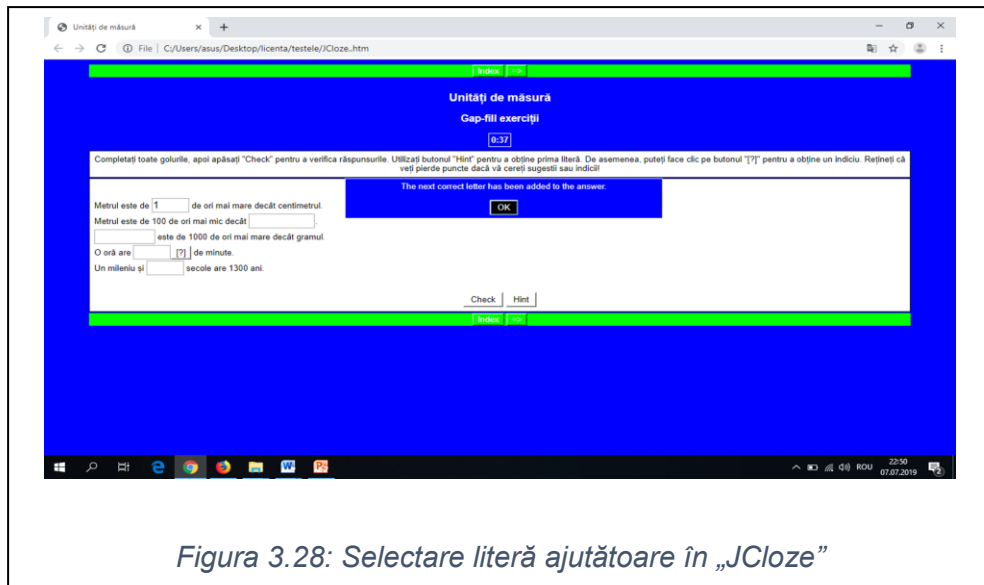 Unități de măsură
File | C:/Users/asus/Desktop/licenta/testele/JCloze..htm
Index =>
Unități de măsură
Gap-fill exerciții
0:37
Completați toate golurile, apoi apăsați "Check" pentru a verifica răspunsurile. Utilizați butonul "Hint" pentru a obține prima literă. De asemenea, puteți face clic pe butonul "[?]" pentru a obține un indiciu. Rețineți că
veți pierde puncte dacă vă cereți sugestii sau indicii!
The next correct letter has been added to the answer.
OK
Metrul este de 1 de ori mai mare decât centimetrul.
Metrul este de 100 de ori mai mic decât .
este de 1000 de ori mai mare decât gramul.
O oră are [?] de minute.
Un mileniu și secole are 1300 ani.
Check Hint
Index =>
ROU
22:50
07.07.2019
2
Figura 3.28: Selectare literă ajutătoare în „JCloze”